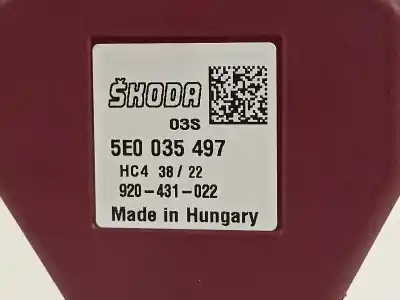 ŠKODA
03S
5E0 035 497
HC4 38/22
920-431-022
Made in Hungary